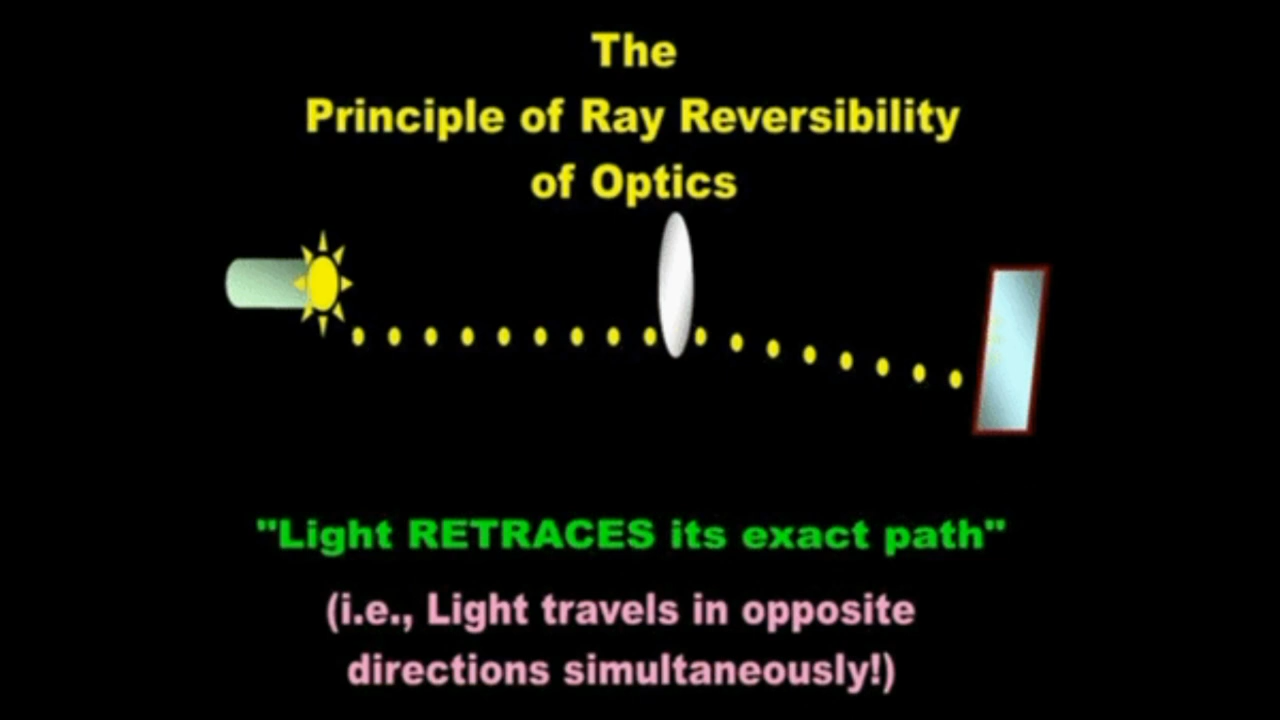 The
Principle of Ray Reversibility
of Optics
"Light RETRACES its exact path"
(i.e., Light travels in opposite
directions simultaneously!)